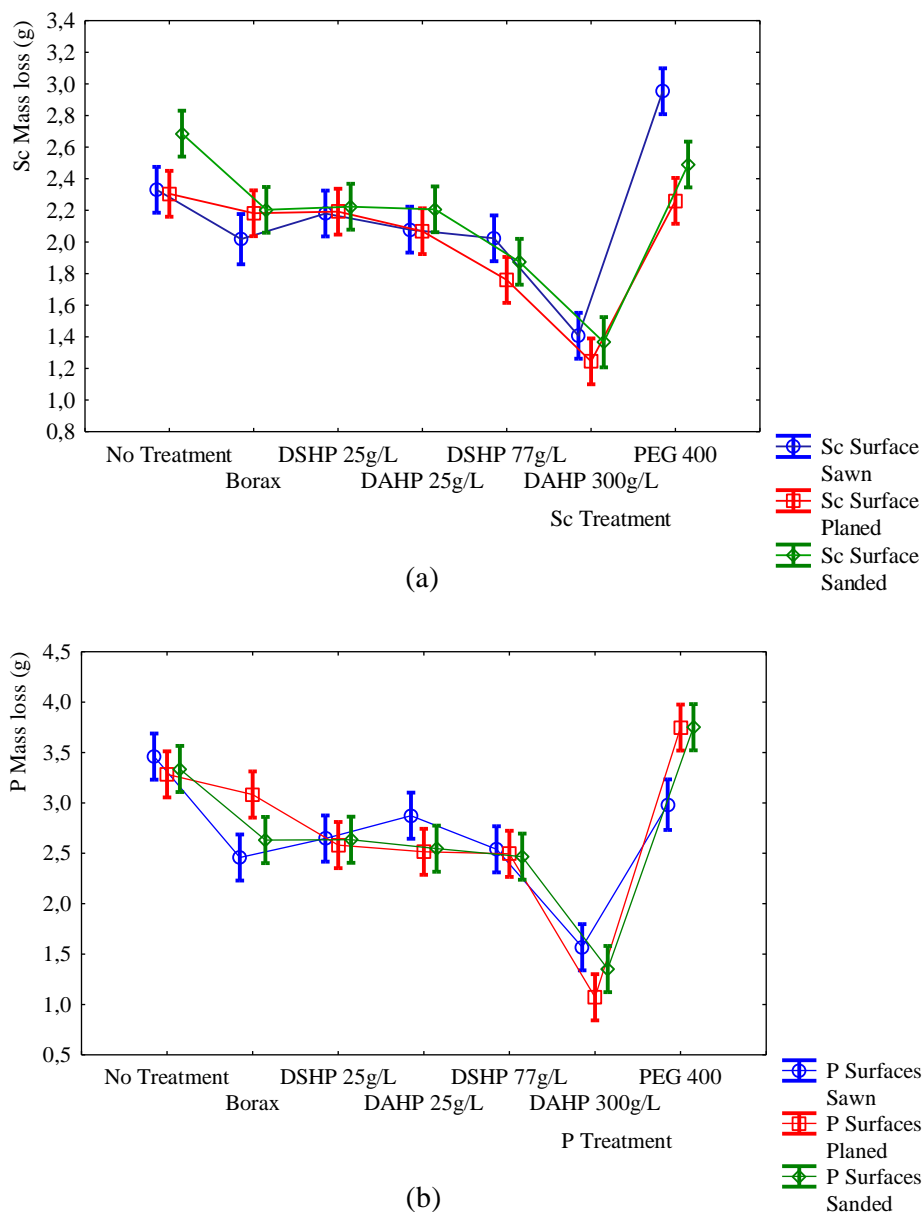 3,4
3,2
3,0
2,8
2,6
2,4
2,2
2,0
1,8
1,6
1,4
1,2
1,0
0,8
Sc Mass loss (g)
No Treatment DSHP 25g/L DSHP 77g/L PEG 400
Borax DAHP 25g/L DAHP 300g/L
Sc Treatment
Sc Surface
Sawn
Sc Surface
Planed
Sc Surface
Sanded
(a)
4,5
4,0
3,5
3,0
2,5
2,0
1,5
1,0
0,5
P Mass loss (g)
No Treatment DSHP 25g/L DSHP 77g/L PEG 400
Borax DAHP 25g/L DAHP 300g/L
P Treatment
P Surfaces
Sawn
P Surfaces
Planed
P Surfaces
Sanded
(b)